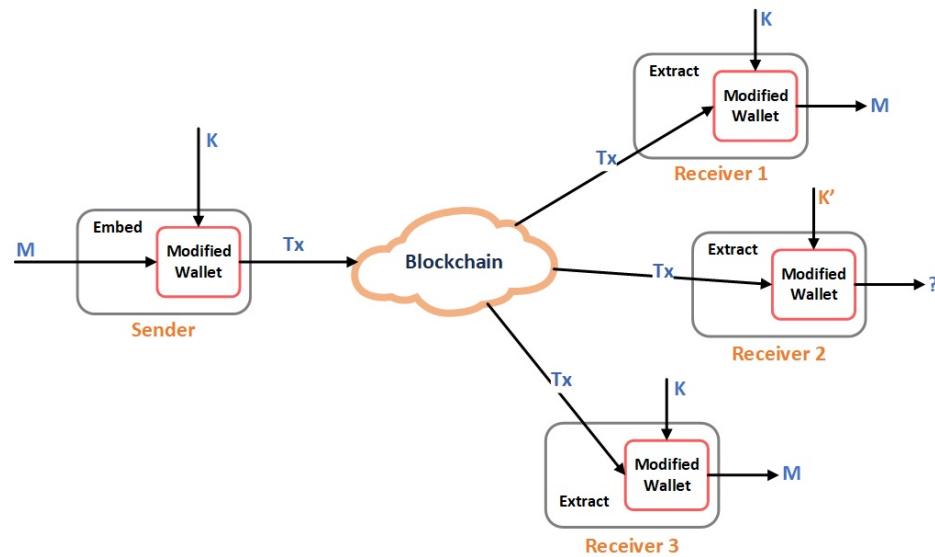 K
Extract
Modified
Wallet
M
Tx
Receiver 1
K
Embed
Modified
Wallet
M
Tx
Sender
Blockchain
K’
Extract
Modified
Wallet
Tx
?
Receiver 2
Tx
K
Modified
Wallet
M
Extract
Receiver 3